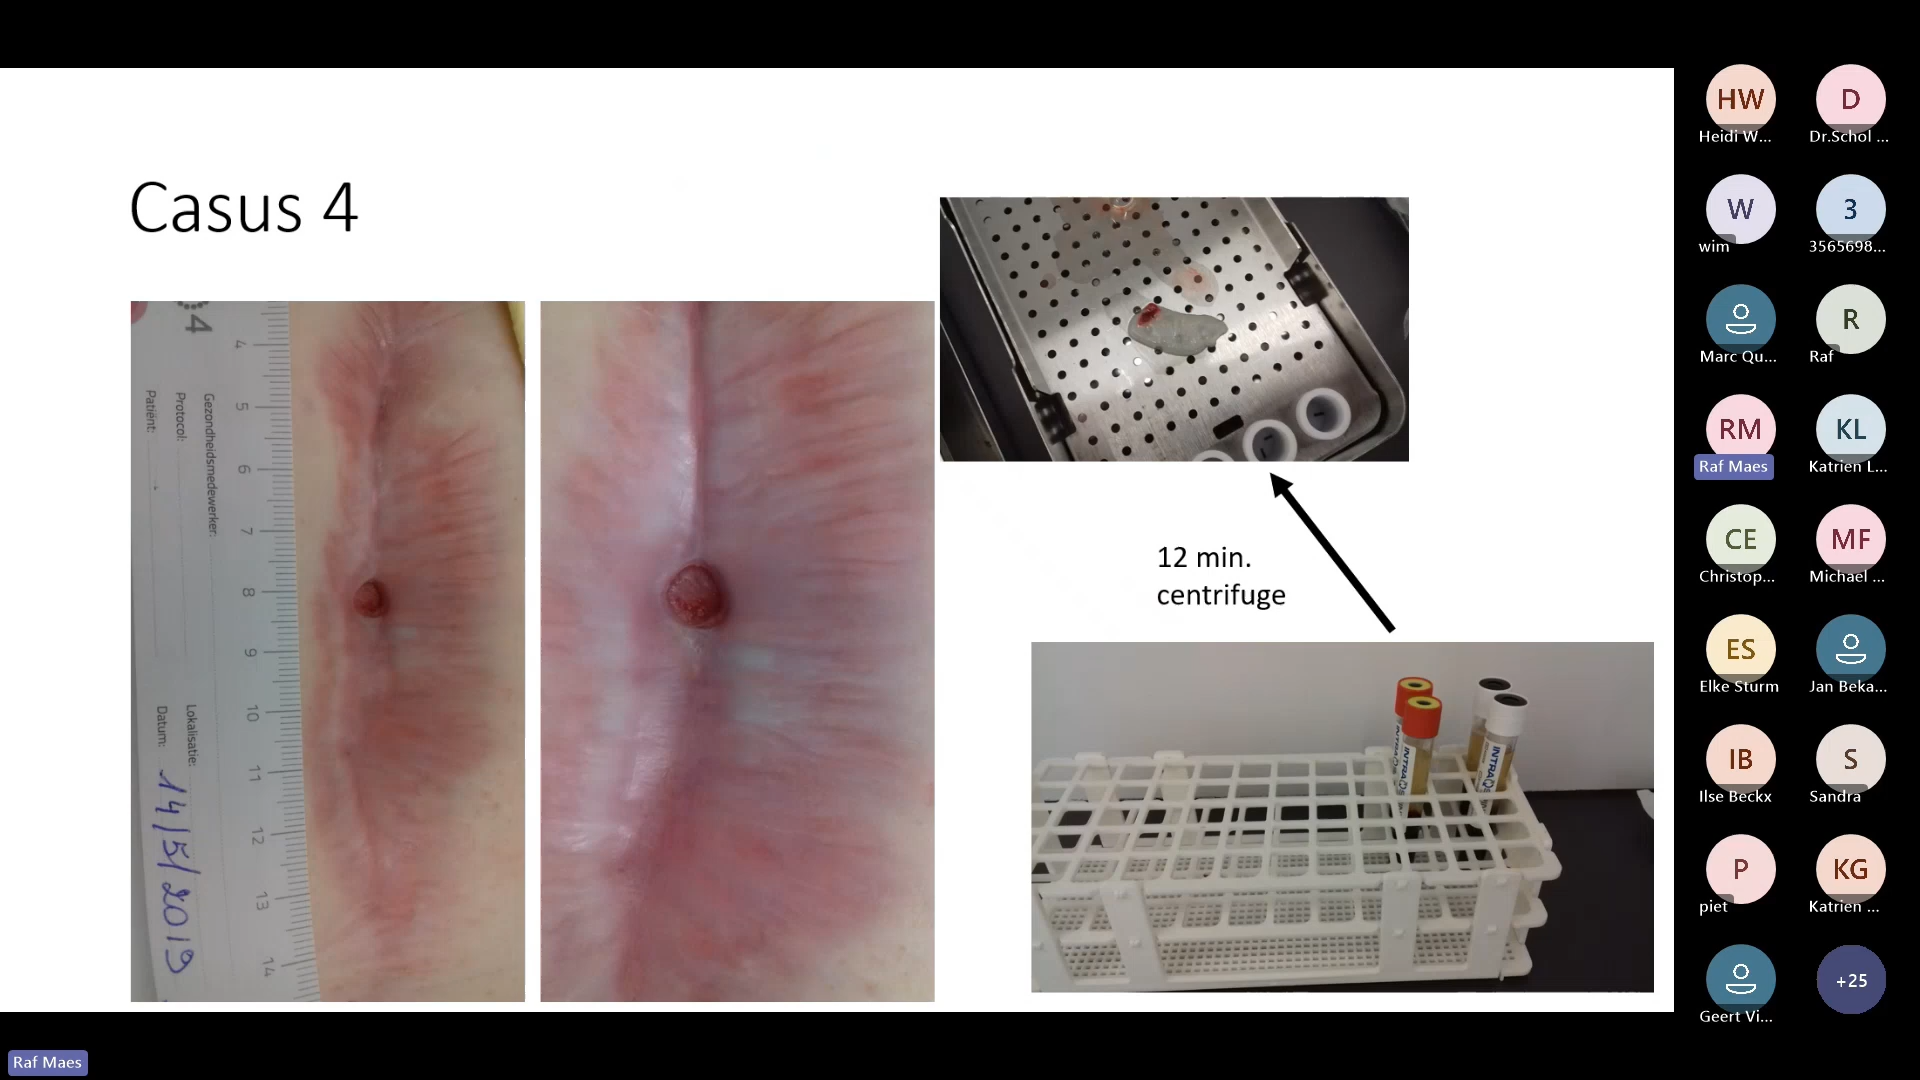 Casus 4
4
4
5
6
7
8
9
10
11
12
13
14
Gezondheidsmedewerker:
Protocol:
Patiënt:
Lokalisatie:
Datum: 14/5/2019
12 min.
centrifuge
INTRA
INTRA
HW
Heidi W...
D
Dr.Schol ...
W
wim
3
3565698...
Marc Qu...
R
Raf
RM
Raf Maes
KL
Katrien L...
CE
Christop...
MF
Michael ...
ES
Elke Sturm
Jan Beka...
IB
Ilse Beckx
S
Sandra
P
piet
KG
Katrien ...
Geert Vi...
+25
Raf Maes